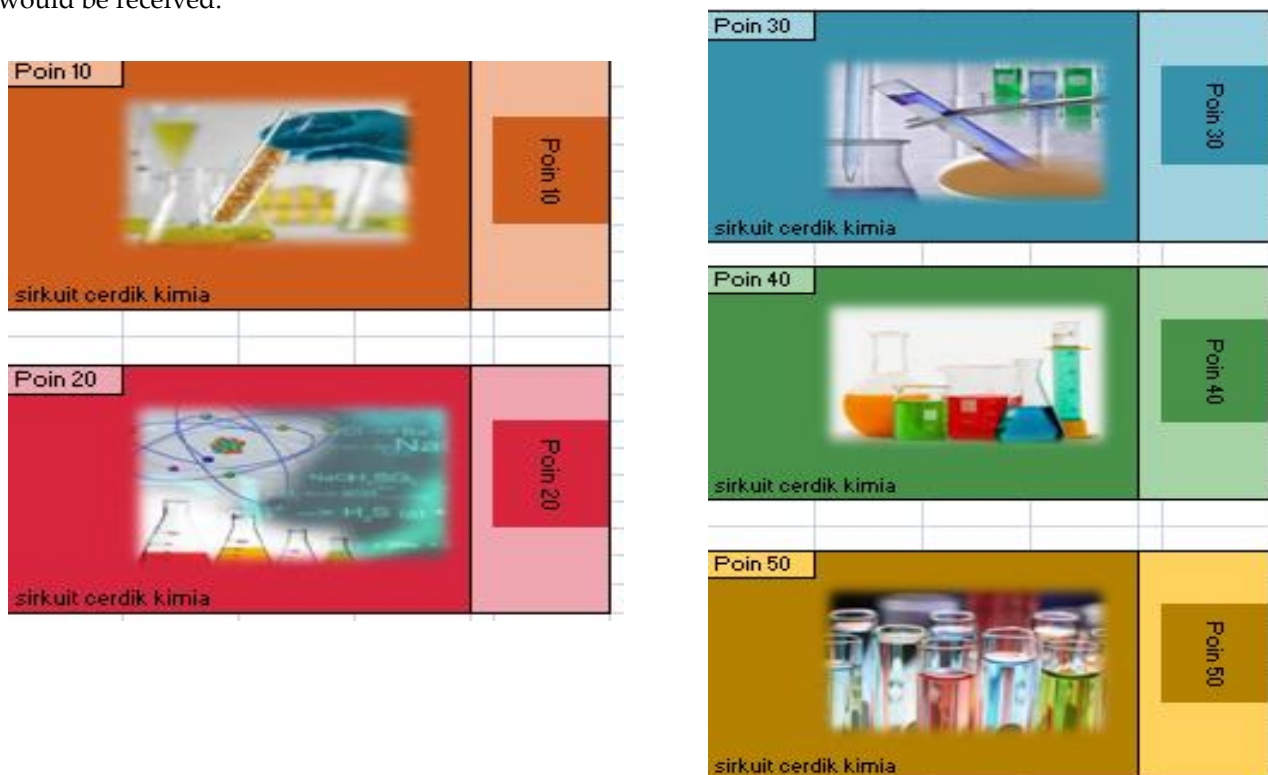 would be received.
Poin 10
Poin 10
sirkuit cerdik kimia
Poin 20
Na
H₂S
Poin 20
sirkuit cerdik kimia
Poin 30
Poin 30
sirkuit cerdik kimia
Poin 40
Poin 40
sirkuit cerdik kimia
Poin 50
Poin 50
sirkuit cerdik kimia